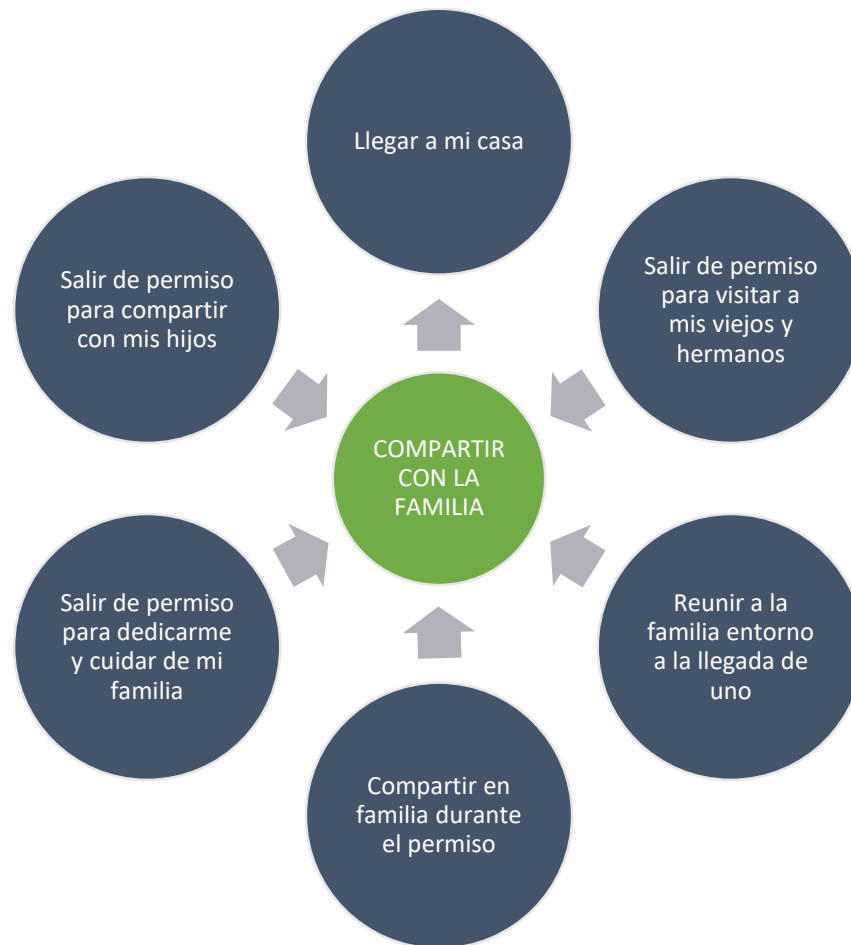 Llegar a mi casa
Salir de permiso
para compartir
con mis hijos
Salir de permiso
para visitar a
mis viejos y
hermanos
COMPARTIR
CON LA
FAMILIA
Salir de permiso
para dedicarme
y cuidar de mi
familia
Reunir a la
familia entorno
a la llegada de
uno
Compartir en
familia durante
el permiso